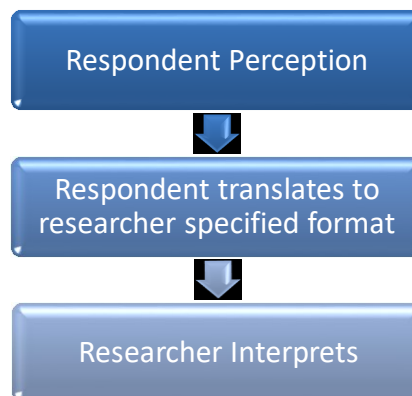 Respondent Perception
Respondent translates to
researcher specified format
Researcher Interprets